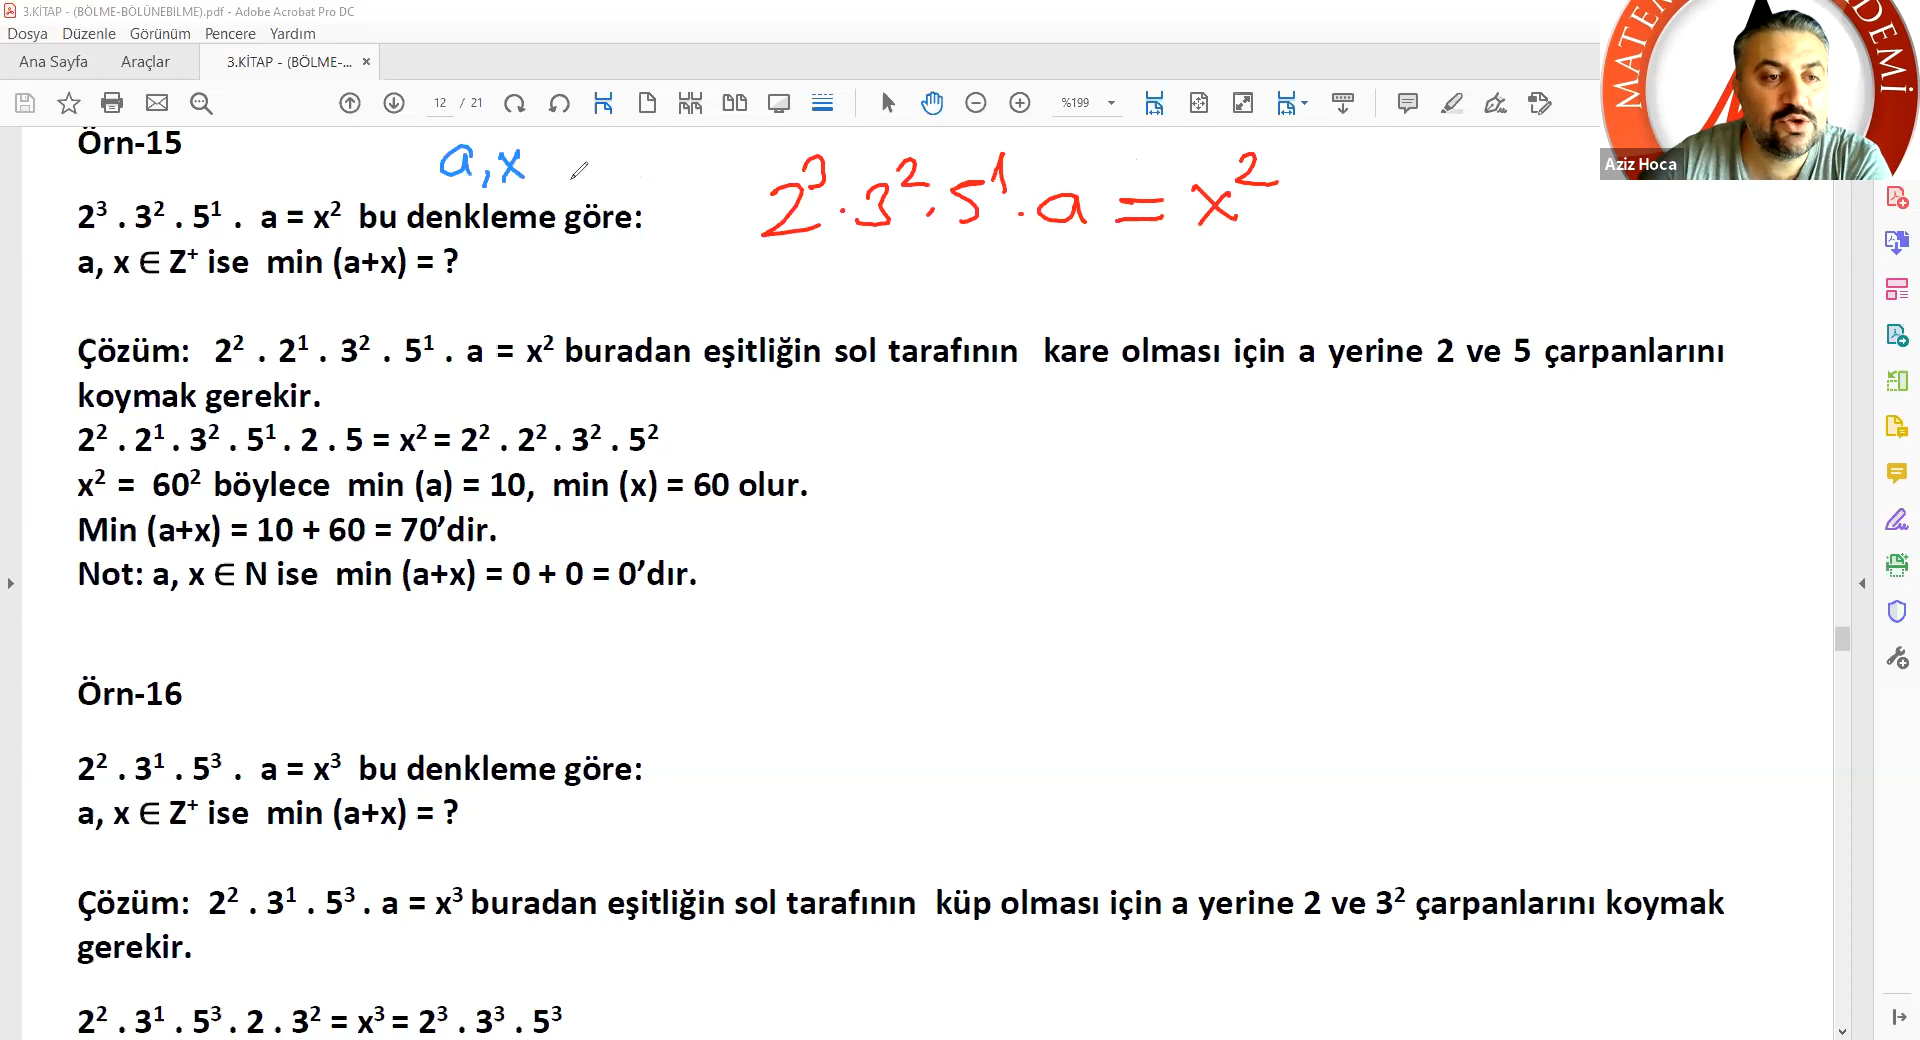 3.KİTAP - (BÖLME-BÖLÜNEBİLME).pdf - Adobe Acrobat Pro DC
Dosya Düzenle Görünüm Pencere Yardım
Ana Sayfa Araçlar 3.KİTAP - (BÖLME-... ×
12 / 21 %199
Aziz Hoca
Örn-15
a, x
2³ · 3² · 5¹ · a = x²
2³ . 3² . 5¹ . a = x² bu denkleme göre:
a, x ∈ Z⁺ ise min (a+x) = ?
Çözüm: 2² . 2¹ . 3² . 5¹ . a = x² buradan eşitliğin sol tarafının kare olması için a yerine 2 ve 5 çarpanlarını
koymak gerekir.
2² . 2¹ . 3² . 5¹ . 2 . 5 = x² = 2² . 2² . 3² . 5²
x² = 60² böylece min (a) = 10, min (x) = 60 olur.
Min (a+x) = 10 + 60 = 70’dir.
Not: a, x ∈ N ise min (a+x) = 0 + 0 = 0’dır.
Örn-16
2² . 3¹ . 5³ . a = x³ bu denkleme göre:
a, x ∈ Z⁺ ise min (a+x) = ?
Çözüm: 2² . 3¹ . 5³ . a = x³ buradan eşitliğin sol tarafının küp olması için a yerine 2 ve 3² çarpanlarını koymak
gerekir.
2² . 3¹ . 5³ . 2 . 3² = x³ = 2³ . 3³ . 5³